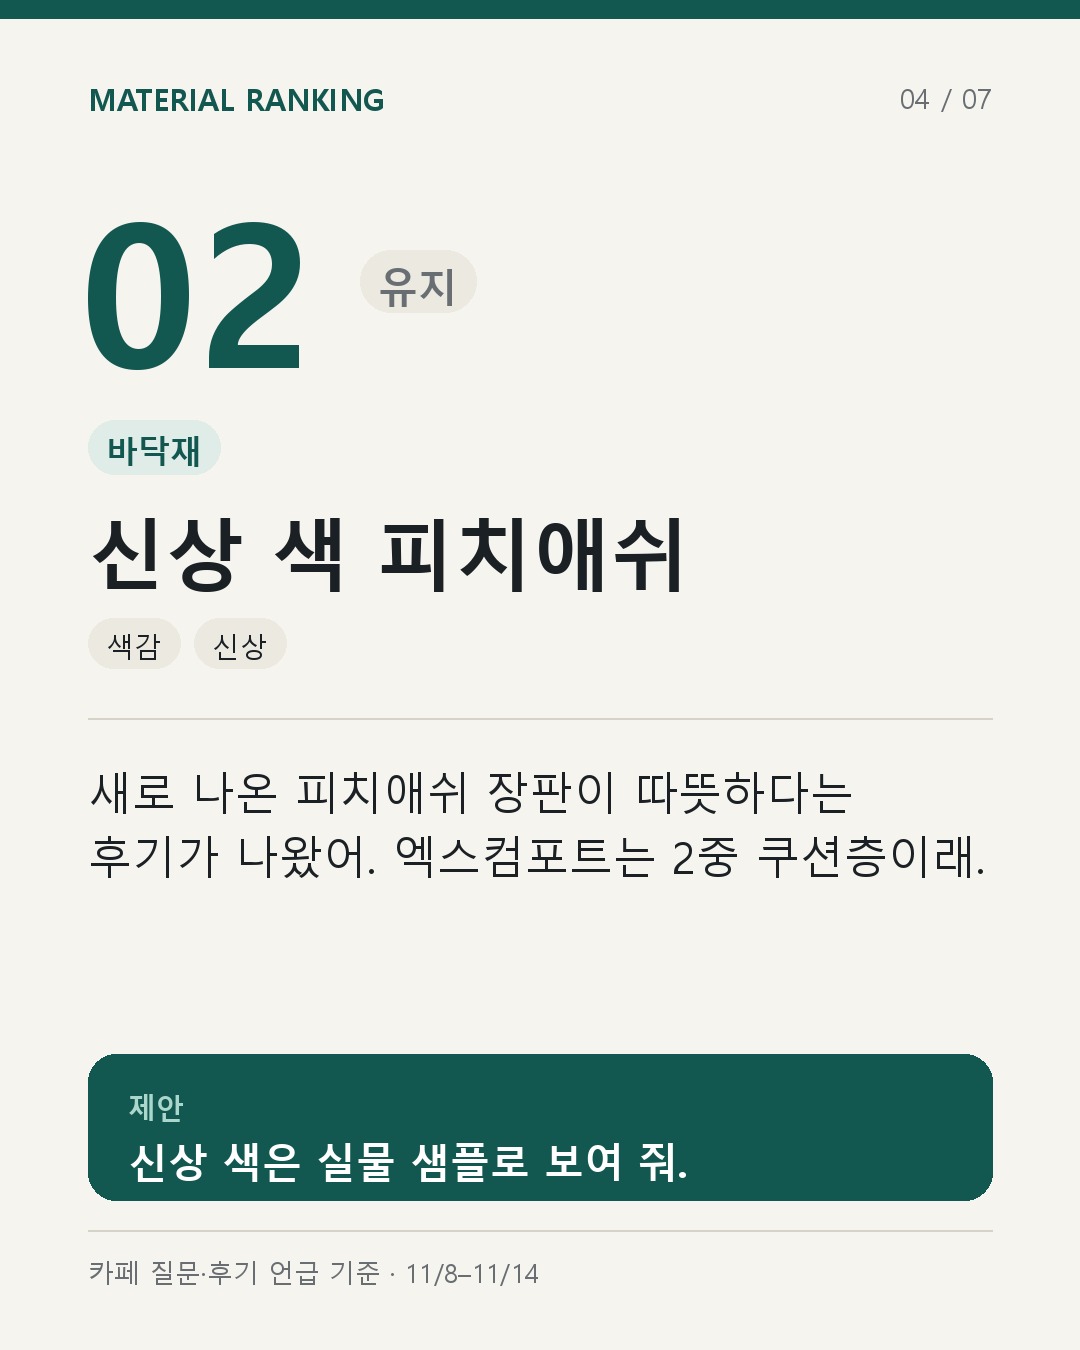 MATERIAL RANKING
04 / 07
02
유지
바닥재
신상 색 피치애쉬
색감
신상
새로 나온 피치애쉬 장판이 따뜻하다는
후기가 나왔어. 엑스컴포트는 2중 쿠션층이래.
제안
신상 색은 실물 샘플로 보여 줘.
카페 질문·후기 언급 기준 · 11/8–11/14